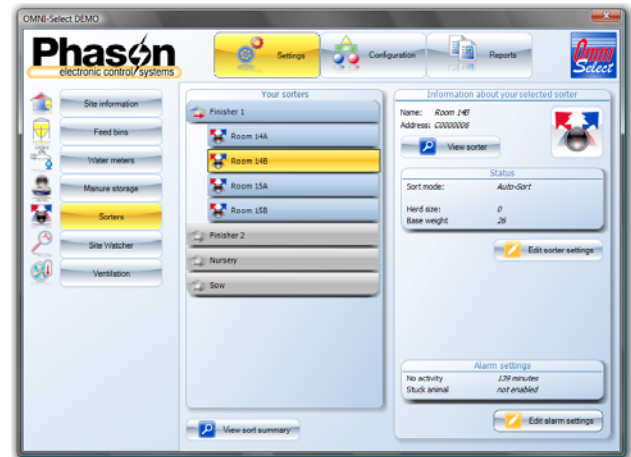 OMNI-Select DEMO
Phason
electronic control systems
Settings
Configuration
Reports
Omni
Select
Site information
Feed bins
Water meters
Manure storage
Sorters
Site Watcher
Ventilation
Your sorters
Finisher 1
Room 14A
Room 14B
Room 15A
Room 15B
Finisher 2
Nursery
Sow
View sort summary
Information about your selected sorter
Name: Room 14B
Address: C0000006
View sorter
Status
Sort mode: Auto-Sort
Herd size: 0
Base weight 26
Edit sorter settings
Alarm settings
No activity 139 minutes
Stuck animal not enabled
Edit alarm settings